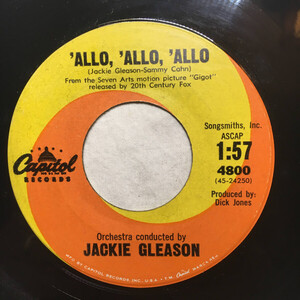 'ALLO, 'ALLO, 'ALLO
(Jackie Gleason-Sammy Cahn)
From the Seven Arts motion picture "Gigot"
released by 20th Century Fox
Songsmiths, Inc.
ASCAP
1:57
4800
(45-24250)
Produced by:
Dick Jones
Capitol
RECORDS
Orchestra conducted by
JACKIE GLEASON